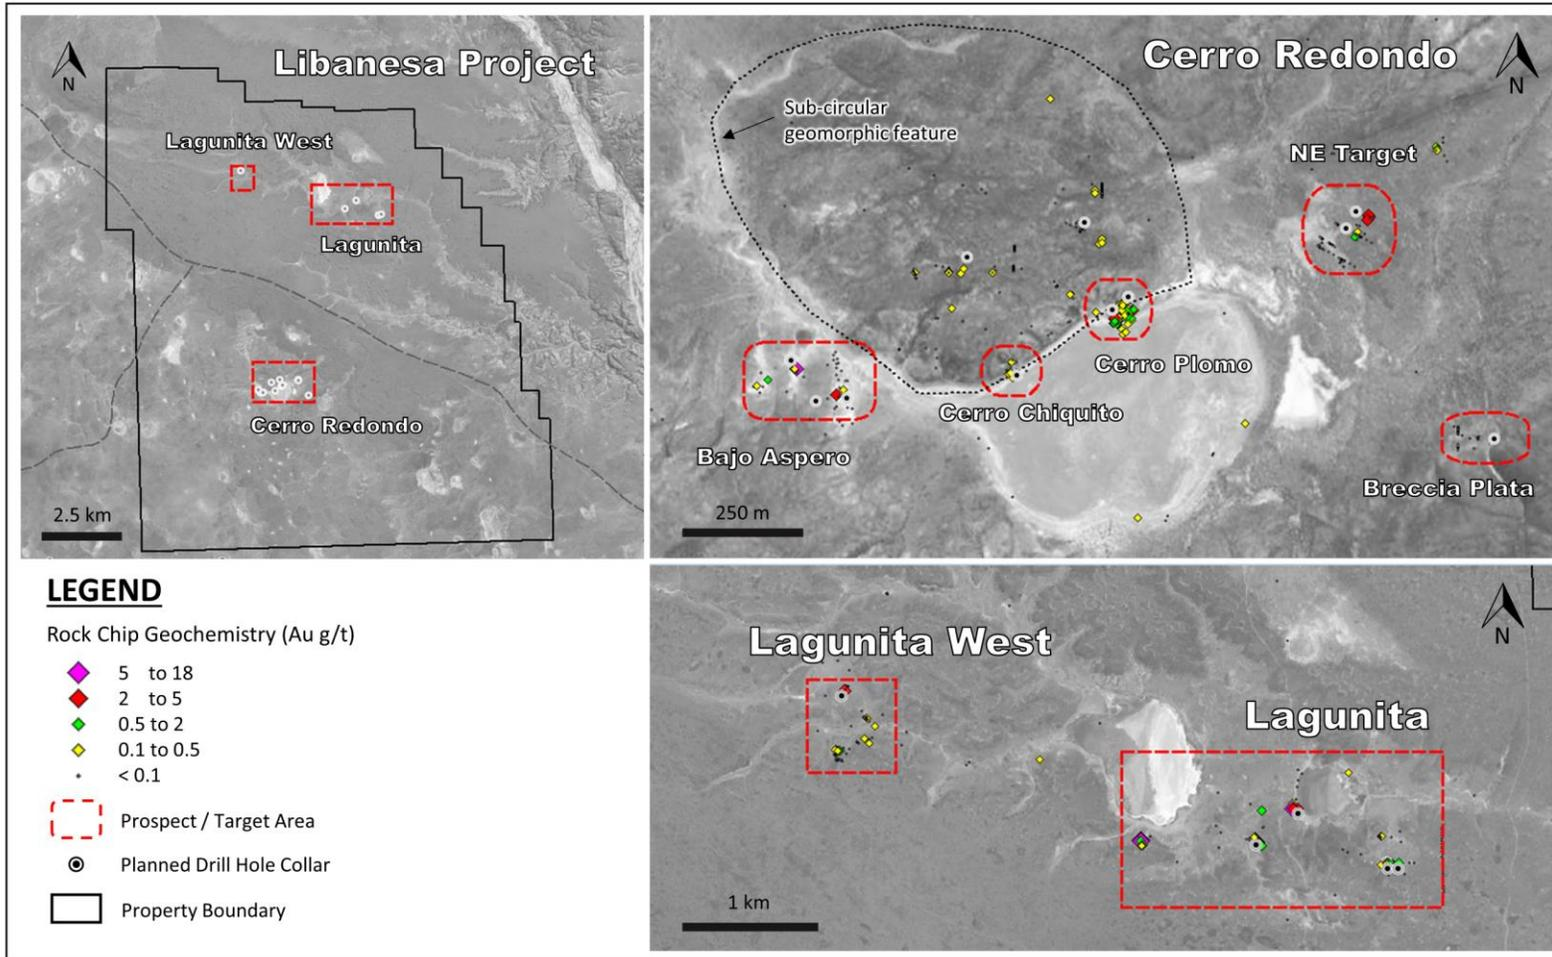 Libanesa Project
N
Lagunita West
Lagunita
Cerro Redondo
2.5 km
Cerro Redondo
N
Sub-circular
geomorphic feature
NE Target
Cerro Plomo
Cerro Chiquito
Bajo Aspero
Breccia Plata
250 m
LEGEND
Rock Chip Geochemistry (Au g/t)
5 to 18
2 to 5
0.5 to 2
0.1 to 0.5
< 0.1
Prospect / Target Area
Planned Drill Hole Collar
Property Boundary
Lagunita West
N
Lagunita
1 km